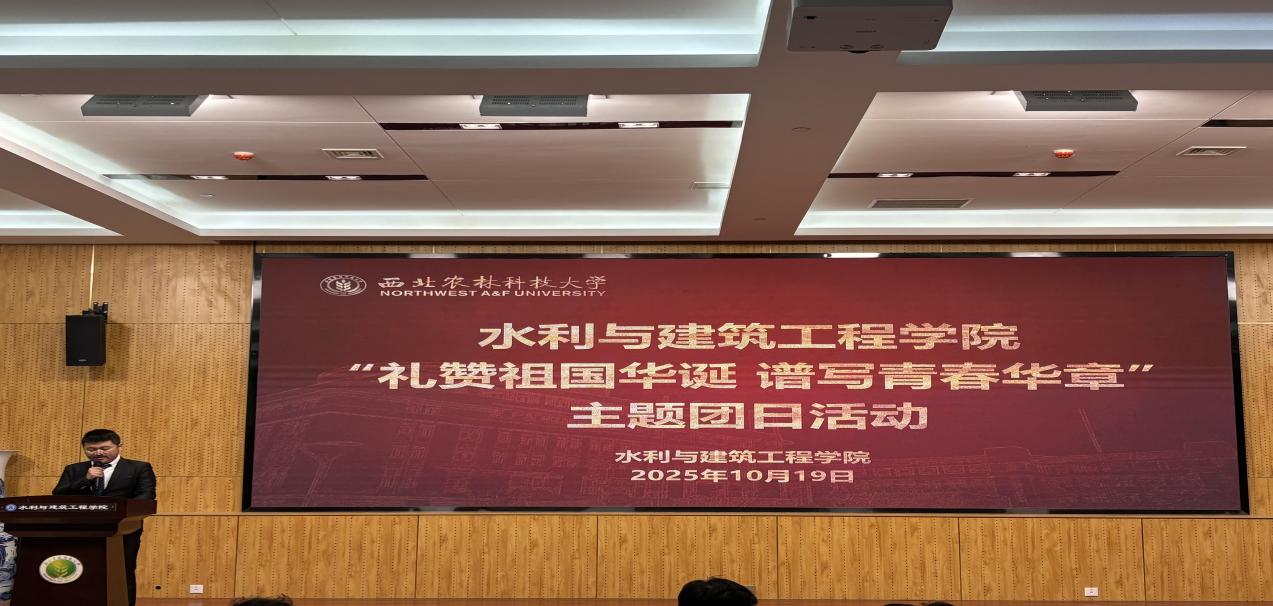 西北农林科技大学
NORTHWEST A&F UNIVERSITY
水利与建筑工程学院
“礼赞祖国华诞 谱写青春华章”
主题团日活动
水利与建筑工程学院
2025年10月19日
水利与建筑工程学院